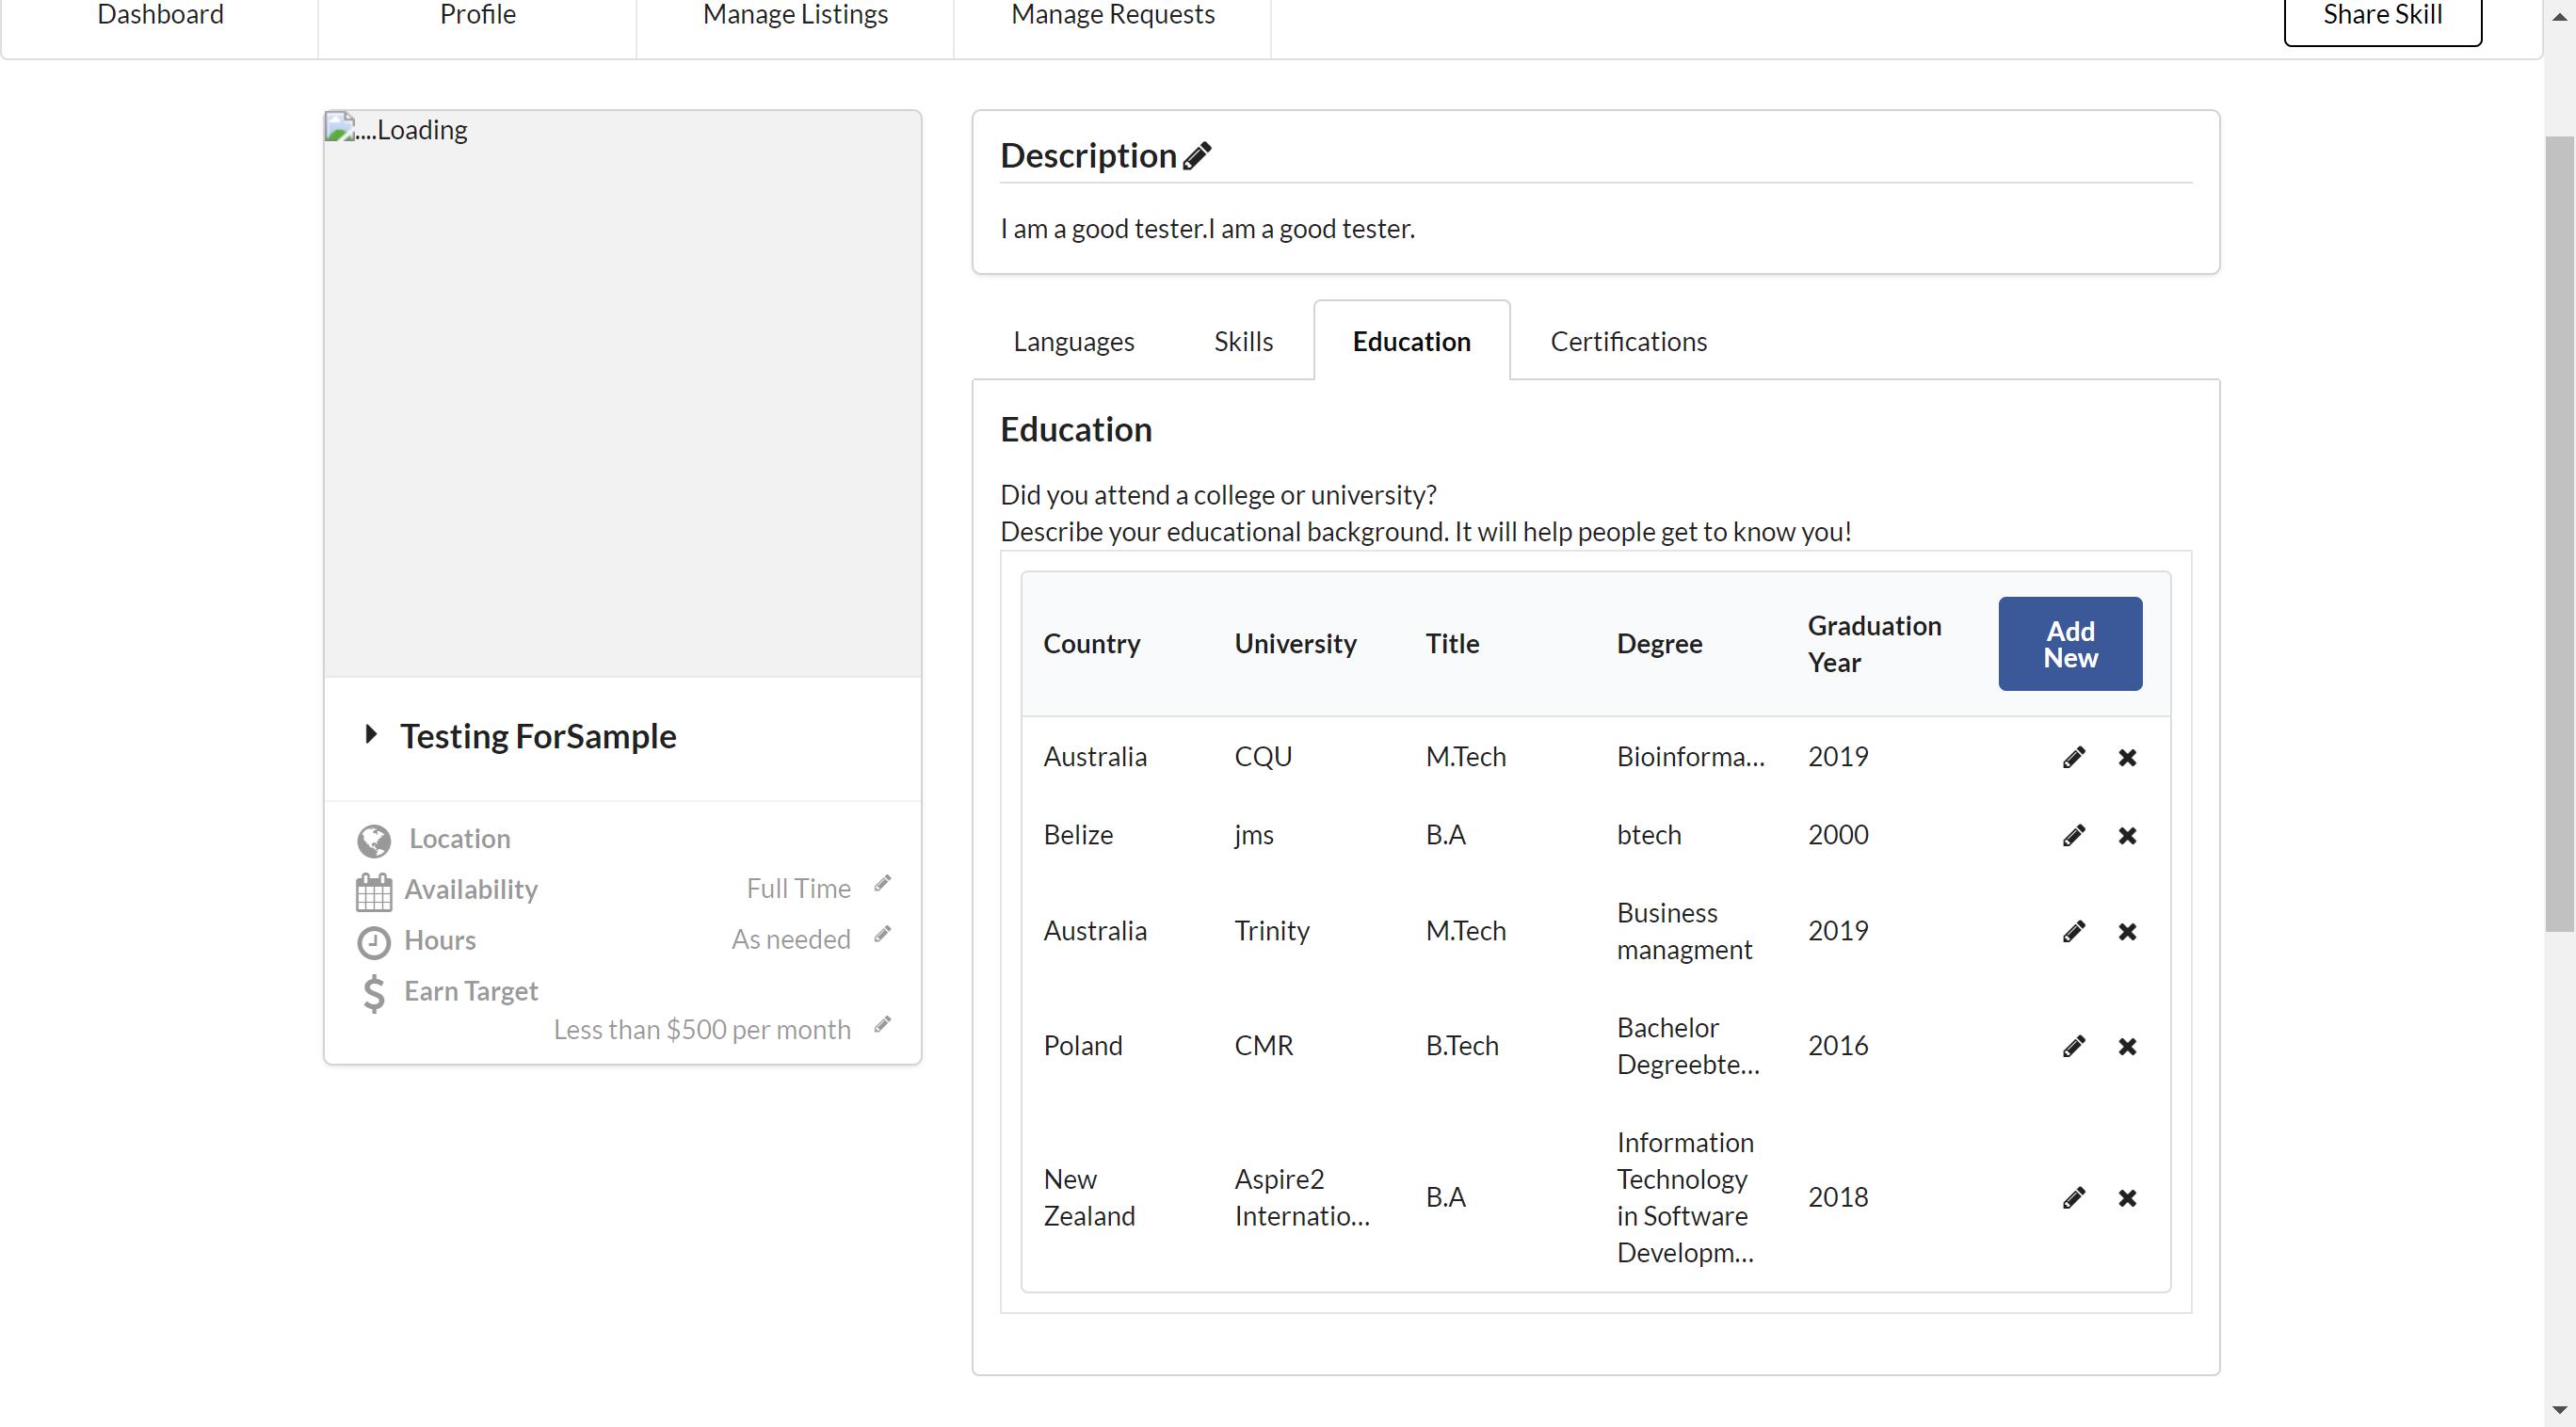 Dashboard
Profile
Manage Listings
Manage Requests
Share Skill
....Loading
Testing ForSample
Location
Availability
Full Time
Hours
As needed
Earn Target
Less than $500 per month
Description
I am a good tester.I am a good tester.
Languages
Skills
Education
Certifications
Education
Did you attend a college or university?
Describe your educational background. It will help people get to know you!
Country
University
Title
Degree
Graduation
Year
Add
New
Australia
CQU
M.Tech
Bioinforma...
2019
Belize
jms
B.A
btech
2000
Australia
Trinity
M.Tech
Business
managment
2019
Poland
CMR
B.Tech
Bachelor
Degreebte...
2016
New
Zealand
Aspire2
Internatio...
B.A
Information
Technology
in Software
Developm...
2018